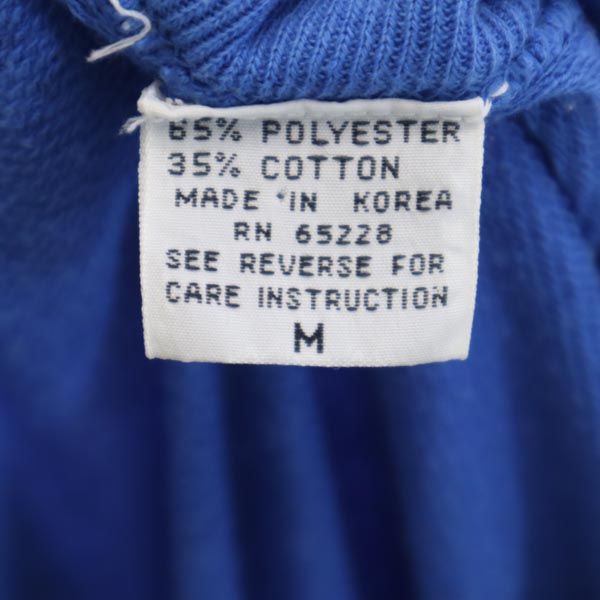 65% POLYESTER
35% COTTON
MADE IN KOREA
RN 65228
SEE REVERSE FOR
CARE INSTRUCTION
M